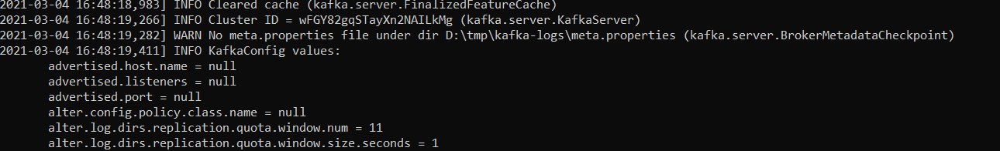 2021-03-04 16:48:18,983] INFO Cleared cache (kafka.server.FinalizedFeatureCache)
2021-03-04 16:48:19,266] INFO Cluster ID = wFGY82gqSTayXn2NAILkMg (kafka.server.KafkaServer)
2021-03-04 16:48:19,282] WARN No meta.properties file under dir D:\tmp\kafka-logs\meta.properties (kafka.server.BrokerMetadataCheckpoint)
2021-03-04 16:48:19,411] INFO KafkaConfig values:
advertised.host.name = null
advertised.listeners = null
advertised.port = null
alter.config.policy.class.name = null
alter.log.dirs.replication.quota.window.num = 11
alter.log.dirs.replication.quota.window.size.seconds = 1